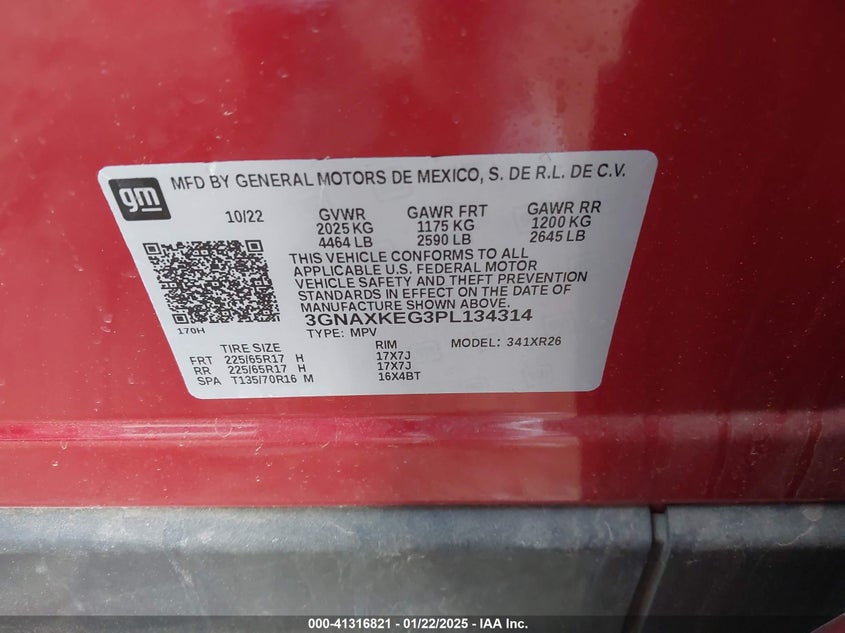 gm
MFD BY GENERAL MOTORS DE MEXICO, S. DE R.L. DE C.V.
10/22 GVWR GAWR FRT GAWR RR
2025 KG 1175 KG 1200 KG
4464 LB 2590 LB 2645 LB
THIS VEHICLE CONFORMS TO ALL
APPLICABLE U.S. FEDERAL MOTOR
VEHICLE SAFETY AND THEFT PREVENTION
STANDARDS IN EFFECT ON THE DATE OF
MANUFACTURE SHOWN ABOVE.
170H
3GNAXKEG3PL134314
TYPE: MPV
TIRE SIZE RIM MODEL: 341XR26
FRT 225/65R17 H 17X7J
RR 225/65R17 H 17X7J
SPA T135/70R16 M 16X4BT
000-41316821 - 01/22/2025 - IAA Inc.